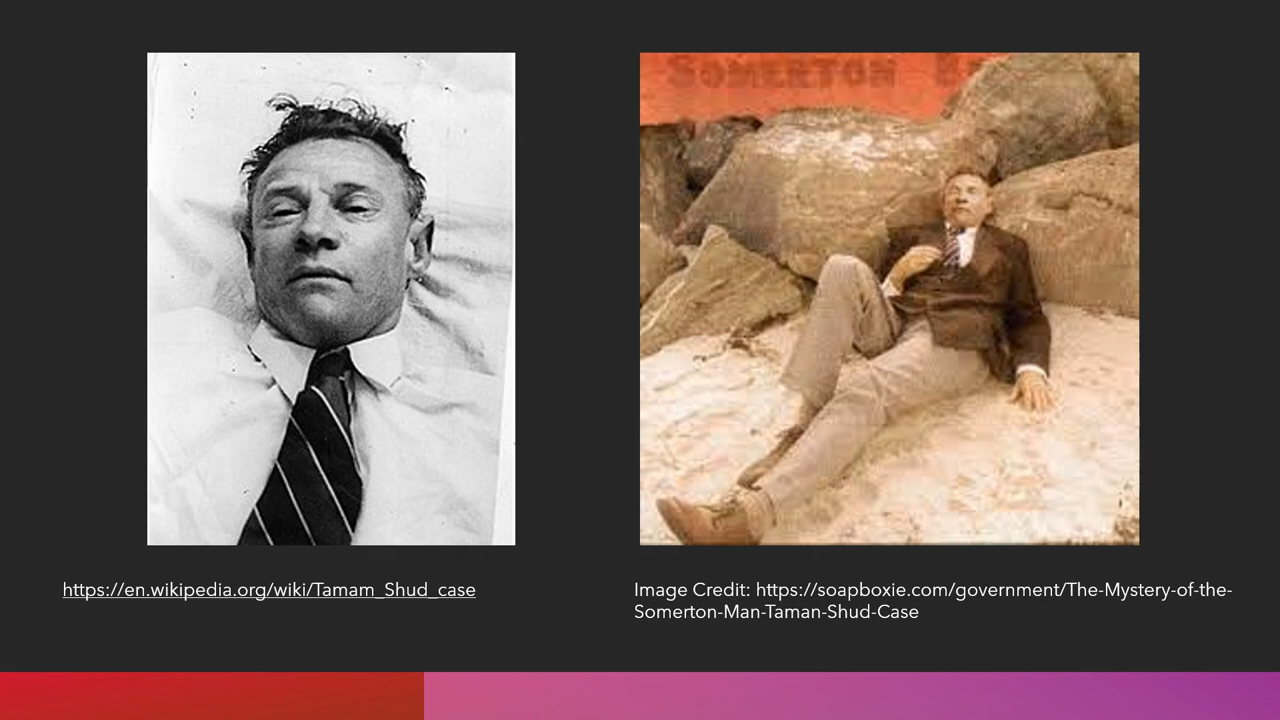 SOMERTON
https://en.wikipedia.org/wiki/Tamam_Shud_case
Image Credit: https://soapboxie.com/government/The-Mystery-of-the-
Somerton-Man-Taman-Shud-Case